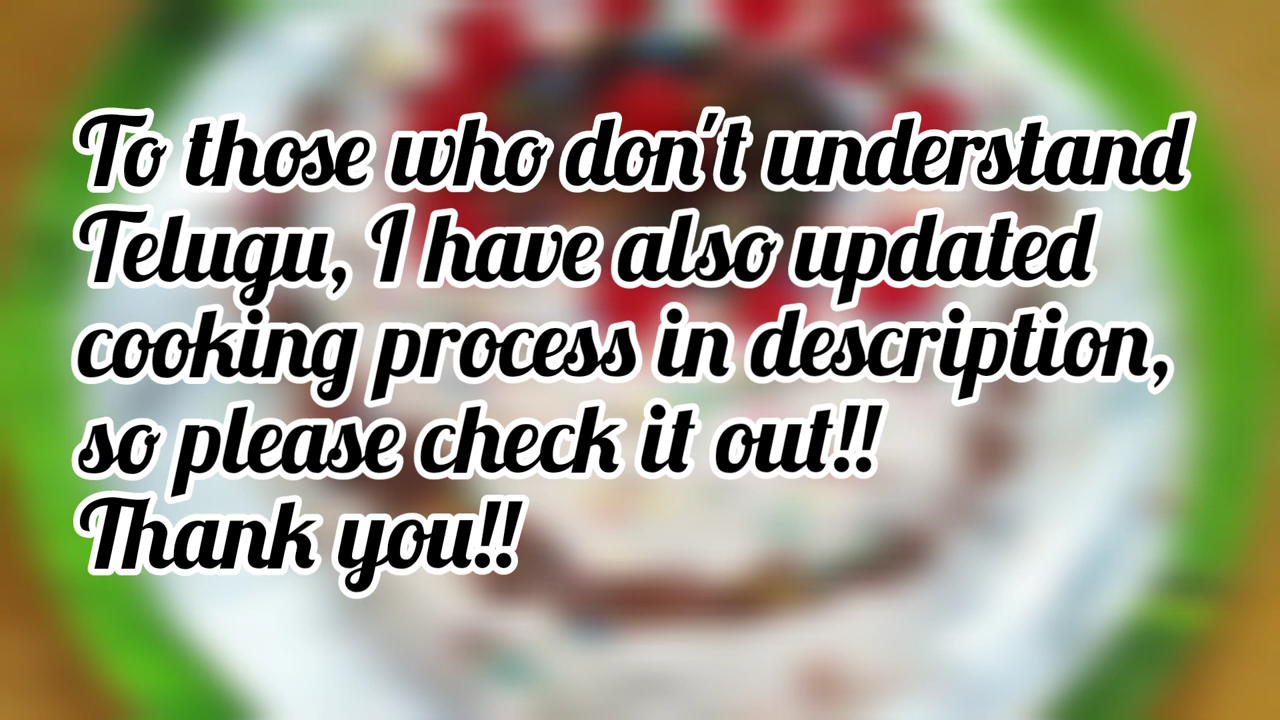 To those who don't understand
Telugu, I have also updated
cooking process in description,
so please check it out!!
Thank you!!